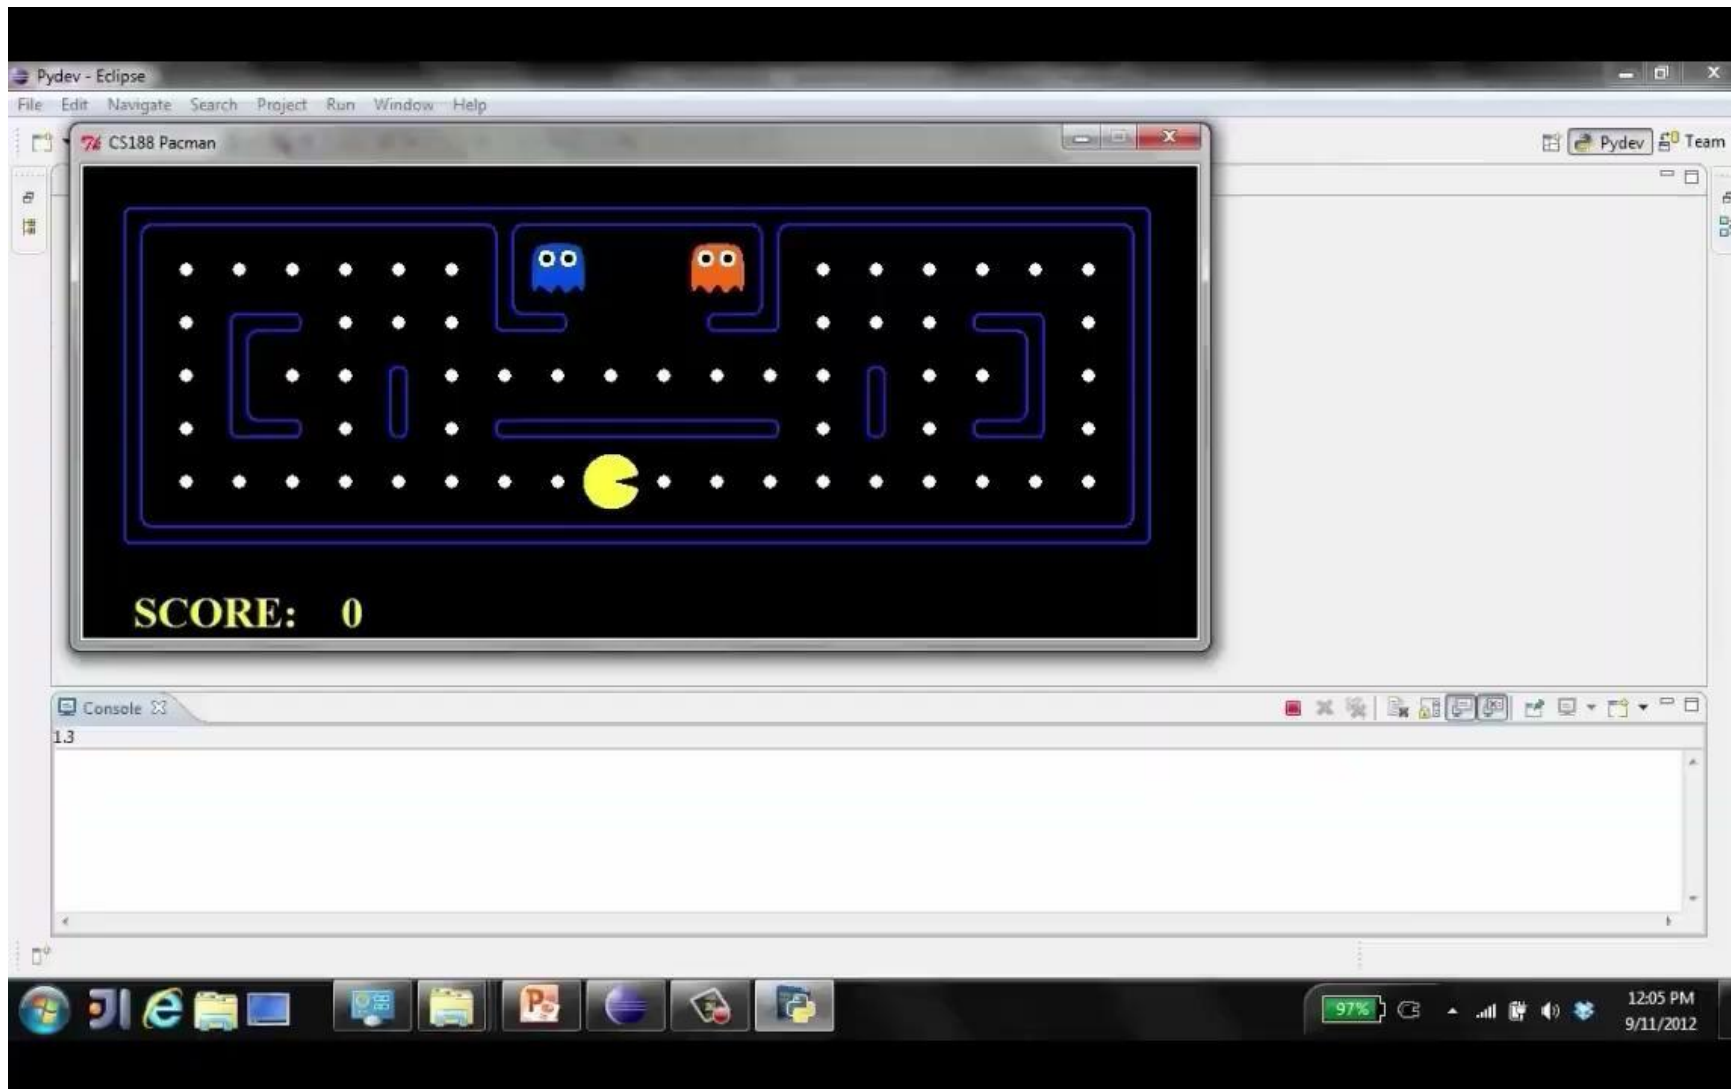 Pydev - Eclipse
File Edit Navigate Search Project Run Window Help
CS188 Pacman
Pydev Team
SCORE: 0
Console
1.3
97%
12:05 PM
9/11/2012